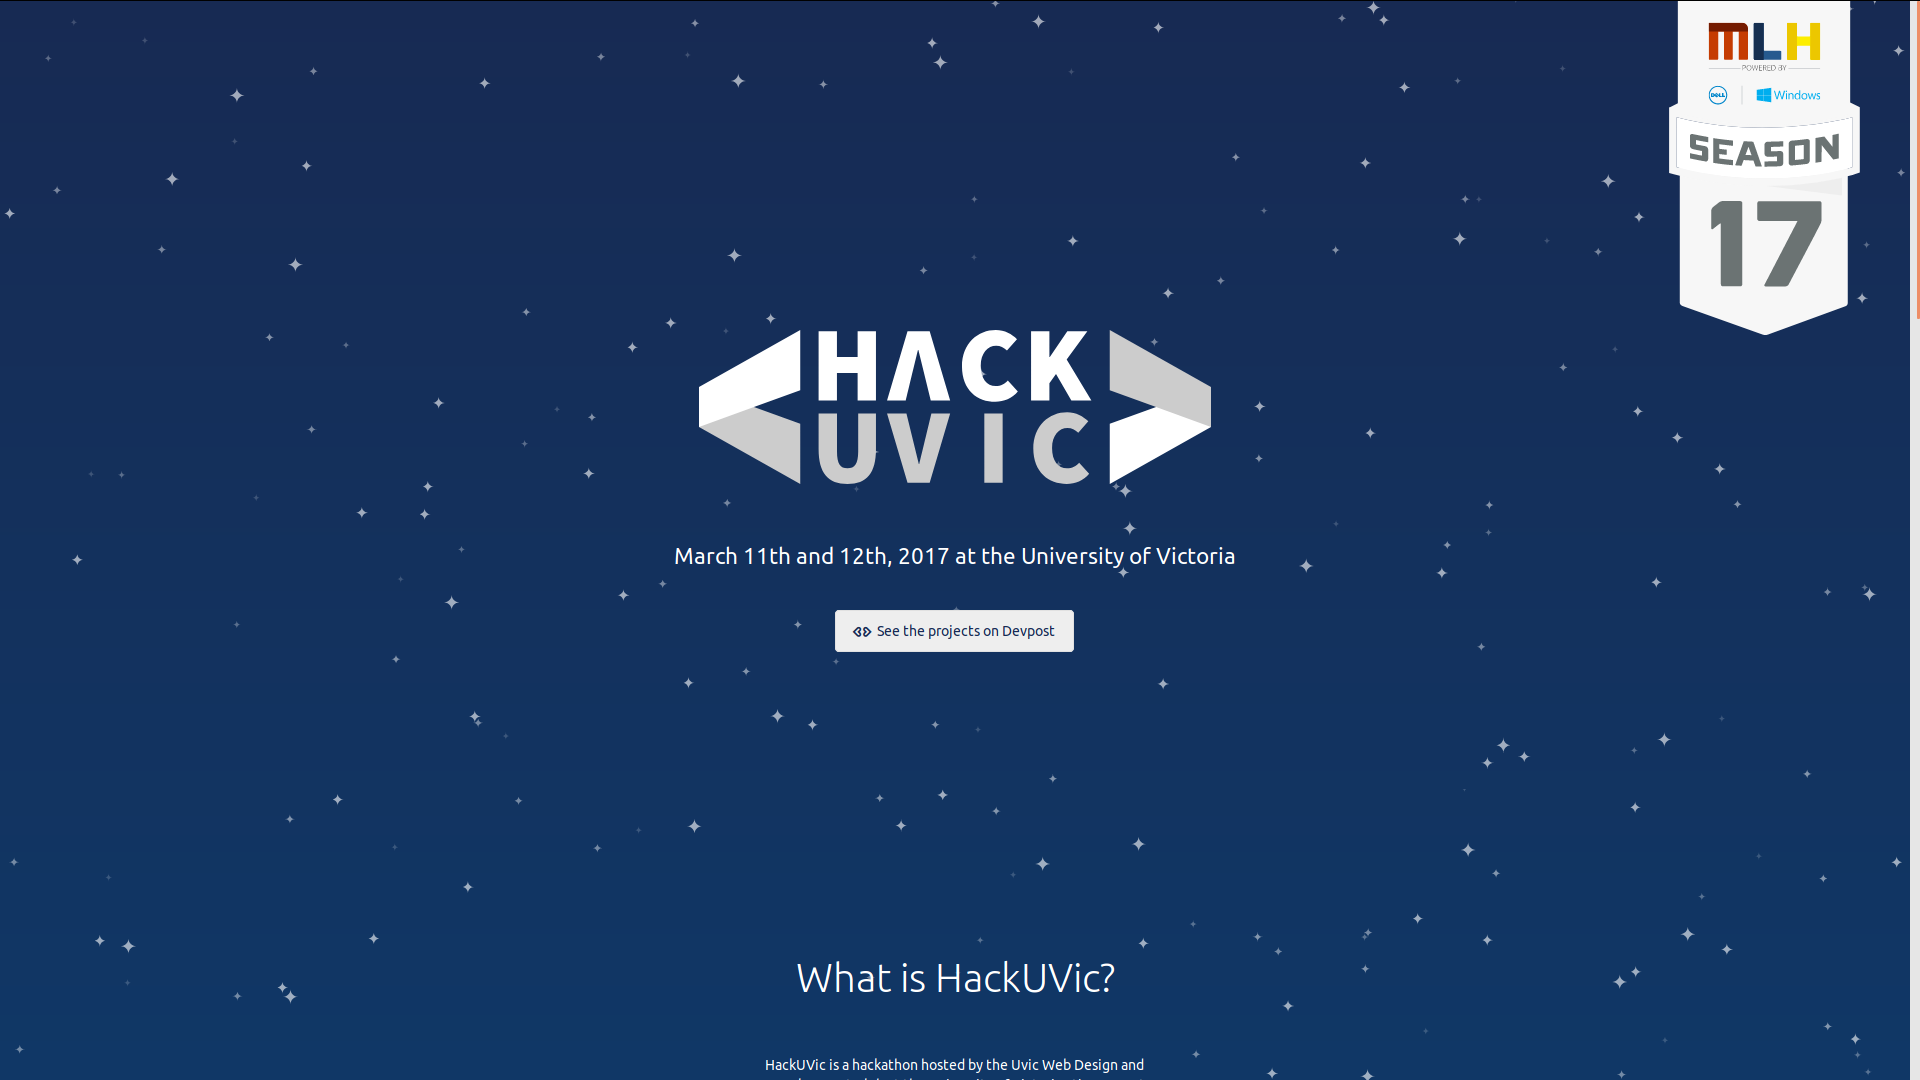 MLH
POWERED BY
DELL
Windows
SEASON
17
HACK
UVIC
March 11th and 12th, 2017 at the University of Victoria
See the projects on Devpost
What is HackUVic?
HackUVic is a hackathon hosted by the Uvic Web Design and